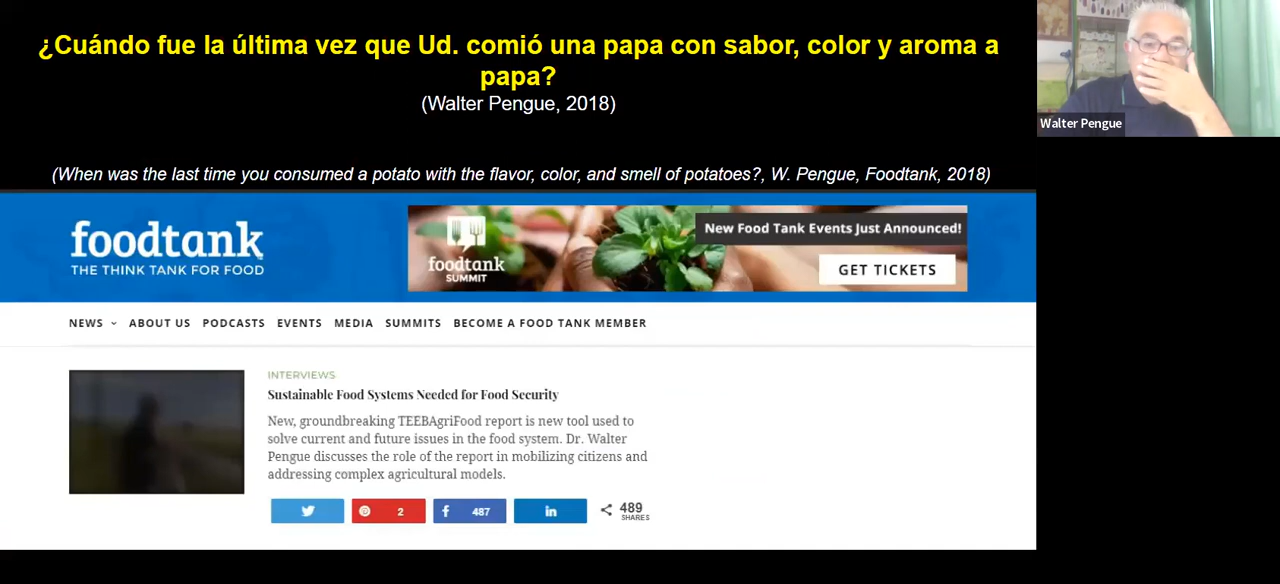 ¿Cuándo fue la última vez que Ud. comió una papa con sabor, color y aroma a
papa?
(Walter Pengue, 2018)
Walter Pengue
(When was the last time you consumed a potato with the flavor, color, and smell of potatoes?, W. Pengue, Foodtank, 2018)
foodtank
THE THINK TANK FOR FOOD
foodtank
SUMMIT
New Food Tank Events Just Announced!
GET TICKETS
NEWS ABOUT US PODCASTS EVENTS MEDIA SUMMITS BECOME A FOOD TANK MEMBER
INTERVIEWS
Sustainable Food Systems Needed for Food Security
New, groundbreaking TEEBAgriFood report is new tool used to
solve current and future issues in the food system. Dr. Walter
Pengue discusses the role of the report in mobilizing citizens and
addressing complex agricultural models.
2
487
in
489
SHARES